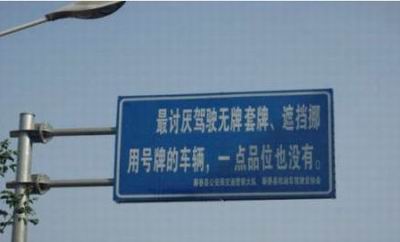 最讨厌驾驶无牌套牌、遮挡挪
用号牌的车辆，一点品位也没有。